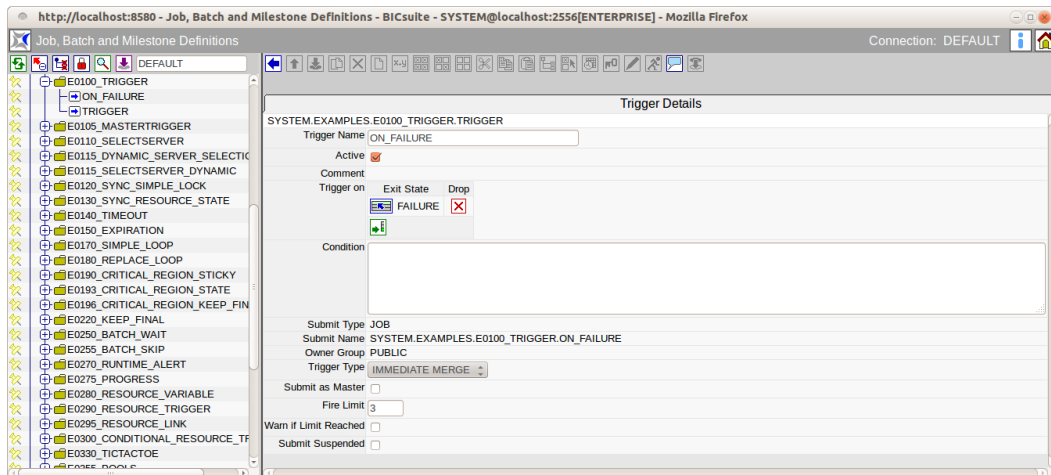 http://localhost:8580 - Job, Batch and Milestone Definitions - BICsuite - SYSTEM@localhost:2556[ENTERPRISE] - Mozilla Firefox
Job, Batch and Milestone Definitions
Connection: DEFAULT
DEFAULT
E0100_TRIGGER
ON_FAILURE
TRIGGER
E0105_MASTERTRIGGER
E0110_SELECTSERVER
E0115_DYNAMIC_SERVER_SELECTIO
E0115_SELECTSERVER_DYNAMIC
E0120_SYNC_SIMPLE_LOCK
E0130_SYNC_RESOURCE_STATE
E0140_TIMEOUT
E0150_EXPIRATION
E0170_SIMPLE_LOOP
E0180_REPLACE_LOOP
E0190_CRITICAL_REGION_STICKY
E0193_CRITICAL_REGION_STATE
E0196_CRITICAL_REGION_KEEP_FIN
E0220_KEEP_FINAL
E0250_BATCH_WAIT
E0255_BATCH_SKIP
E0270_RUNTIME_ALERT
E0275_PROGRESS
E0280_RESOURCE_VARIABLE
E0290_RESOURCE_TRIGGER
E0295_RESOURCE_LINK
E0300_CONDITIONAL_RESOURCE_TR
E0330_TICTACTOE
Trigger Details
SYSTEM.EXAMPLES.E0100_TRIGGER.TRIGGER
Trigger Name ON_FAILURE
Active
Comment
Trigger on Exit State Drop
FAILURE
Condition
Submit Type JOB
Submit Name SYSTEM.EXAMPLES.E0100_TRIGGER.ON_FAILURE
Owner Group PUBLIC
Trigger Type IMMEDIATE MERGE
Submit as Master
Fire Limit 3
Warn if Limit Reached
Submit Suspended